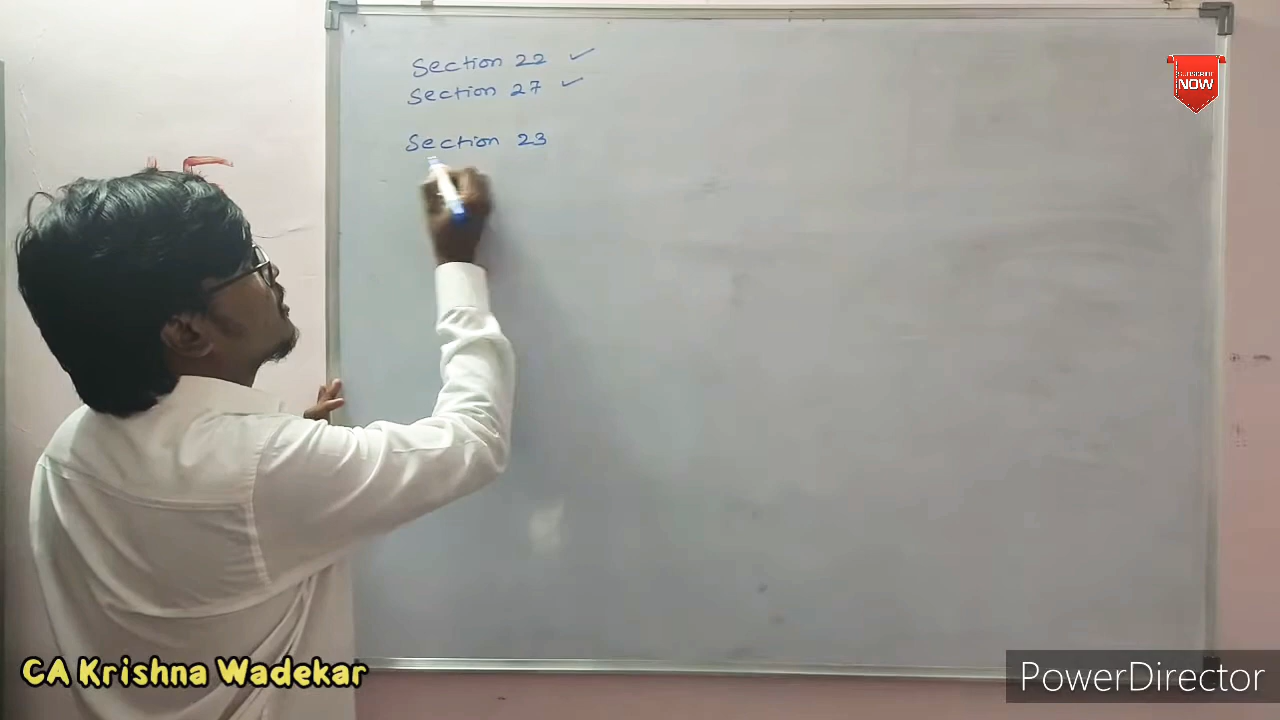 Section 22 ✓
Section 27 ✓
Section 23
SUBSCRIBE
NOW
CA Krishna Wadekar
PowerDirector